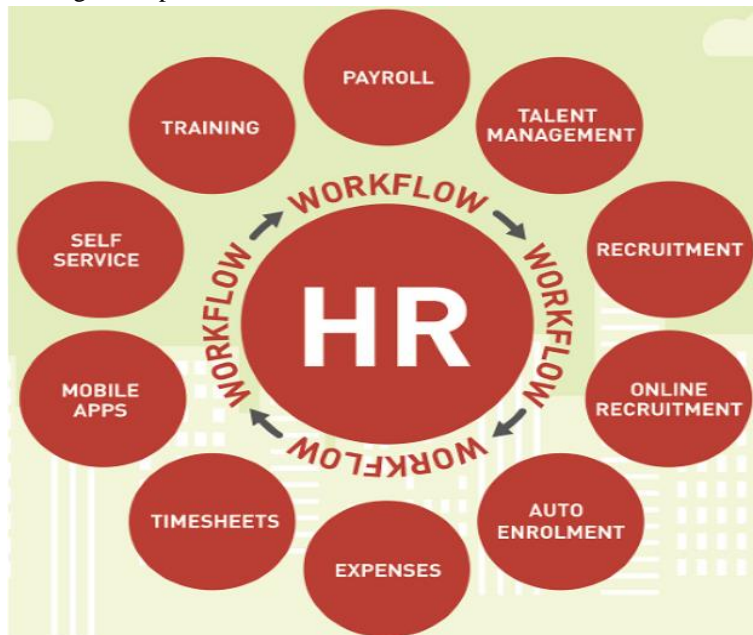 PAYROLL
TALENT
MANAGEMENT
RECRUITMENT
ONLINE
RECRUITMENT
AUTO
ENROLMENT
EXPENSES
TIMESHEETS
MOBILE
APPS
SELF
SERVICE
TRAINING
WORKFLOW
WORKFLOW
WORKFLOW
WORKFLOW
HR